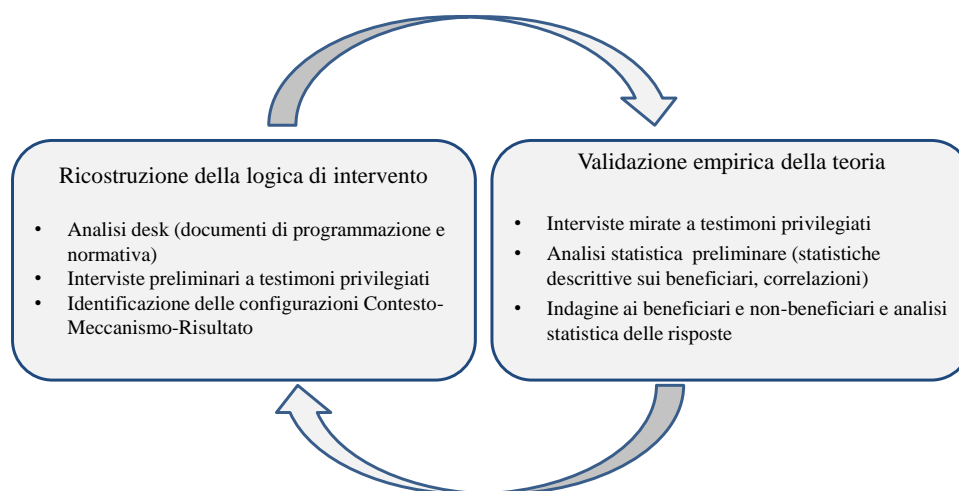 Ricostruzione della logica di intervento
• Analisi desk (documenti di programmazione e
normativa)
• Interviste preliminari a testimoni privilegiati
• Identificazione delle configurazioni Contesto-
Meccanismo-Risultato
Validazione empirica della teoria
• Interviste mirate a testimoni privilegiati
• Analisi statistica preliminare (statistiche
descrittive sui beneficiari, correlazioni)
• Indagine ai beneficiari e non-beneficiari e analisi
statistica delle risposte